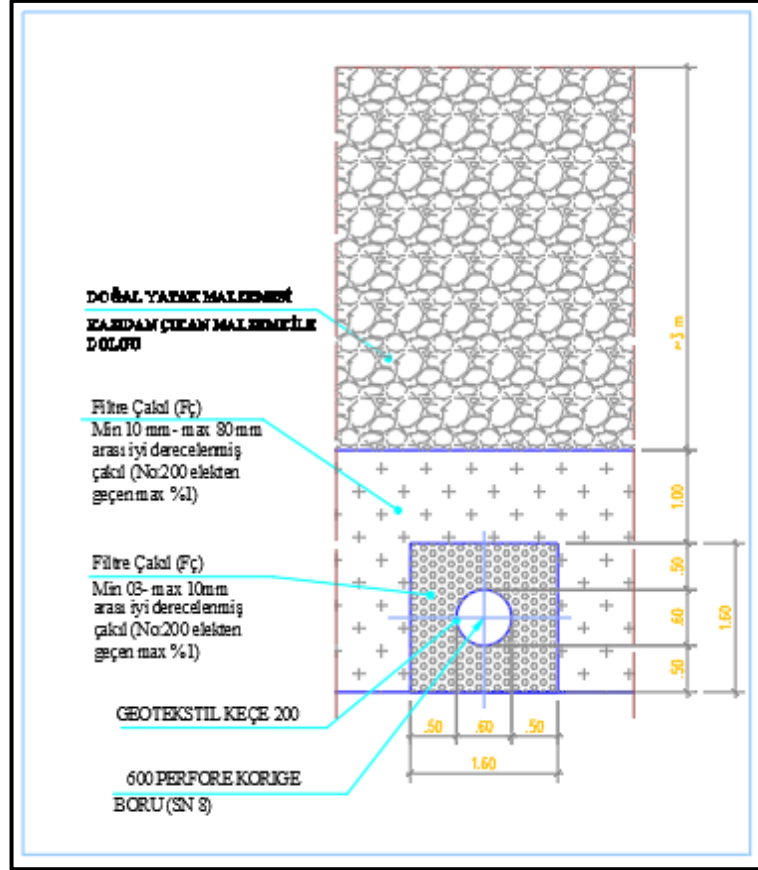 DOĞAL YATAK MALZEMESİ
KAZIDAN ÇIKAN MALZEME İLE
DOLGU
Filtre Çakıl (Fç)
Min 10 mm - max 80mm
arası iyi derecelenmiş
çakıl (No:200 elekten
geçen max %1)
Filtre Çakıl (Fç)
Min 03- max 10mm
arası iyi derecelenmiş
çakıl (No:200 elekten
geçen max %1)
GEOTEKSTIL KEÇE 200
600 PERFORE KORIGE
BORU (SN 8)
~3 m
1.00
.50
.60
.50
1.60
.50
.60
.50
1.60